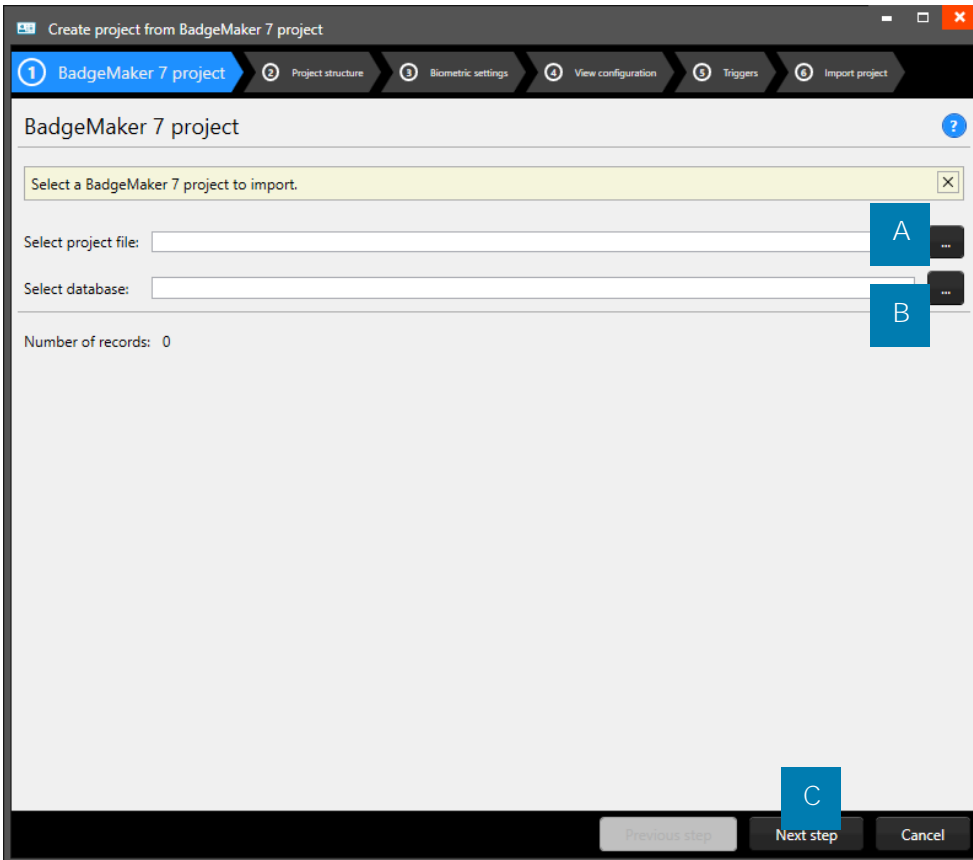 Create project from BadgeMaker 7 project
1 BadgeMaker 7 project 2 Project structure 3 Biometric settings 4 View configuration 5 Triggers 6 Import project
BadgeMaker 7 project ?
Select a BadgeMaker 7 project to import.
A
Select project file: ...
Select database: ...
B
Number of records: 0
C
Previous step Next step Cancel